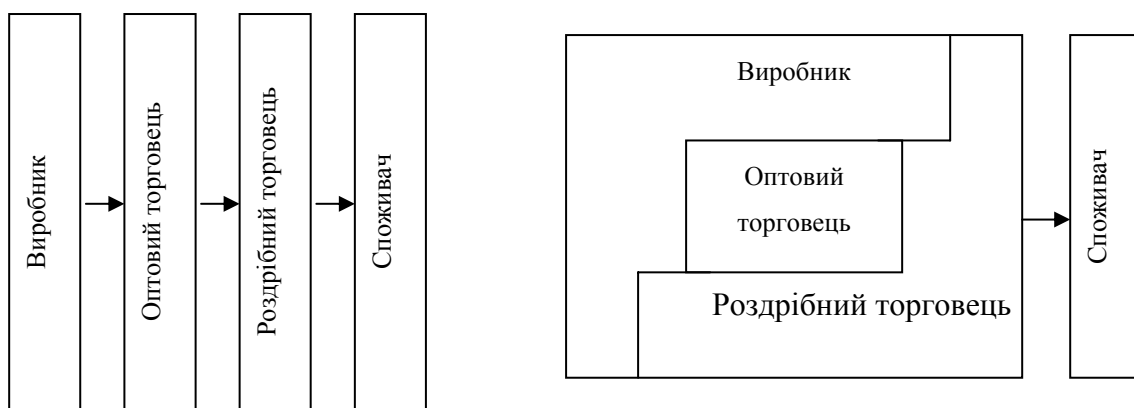 Виробник
Оптовий торговець
Роздрібний торговець
Споживач
Виробник
Оптовий
торговець
Роздрібний торговець
Споживач